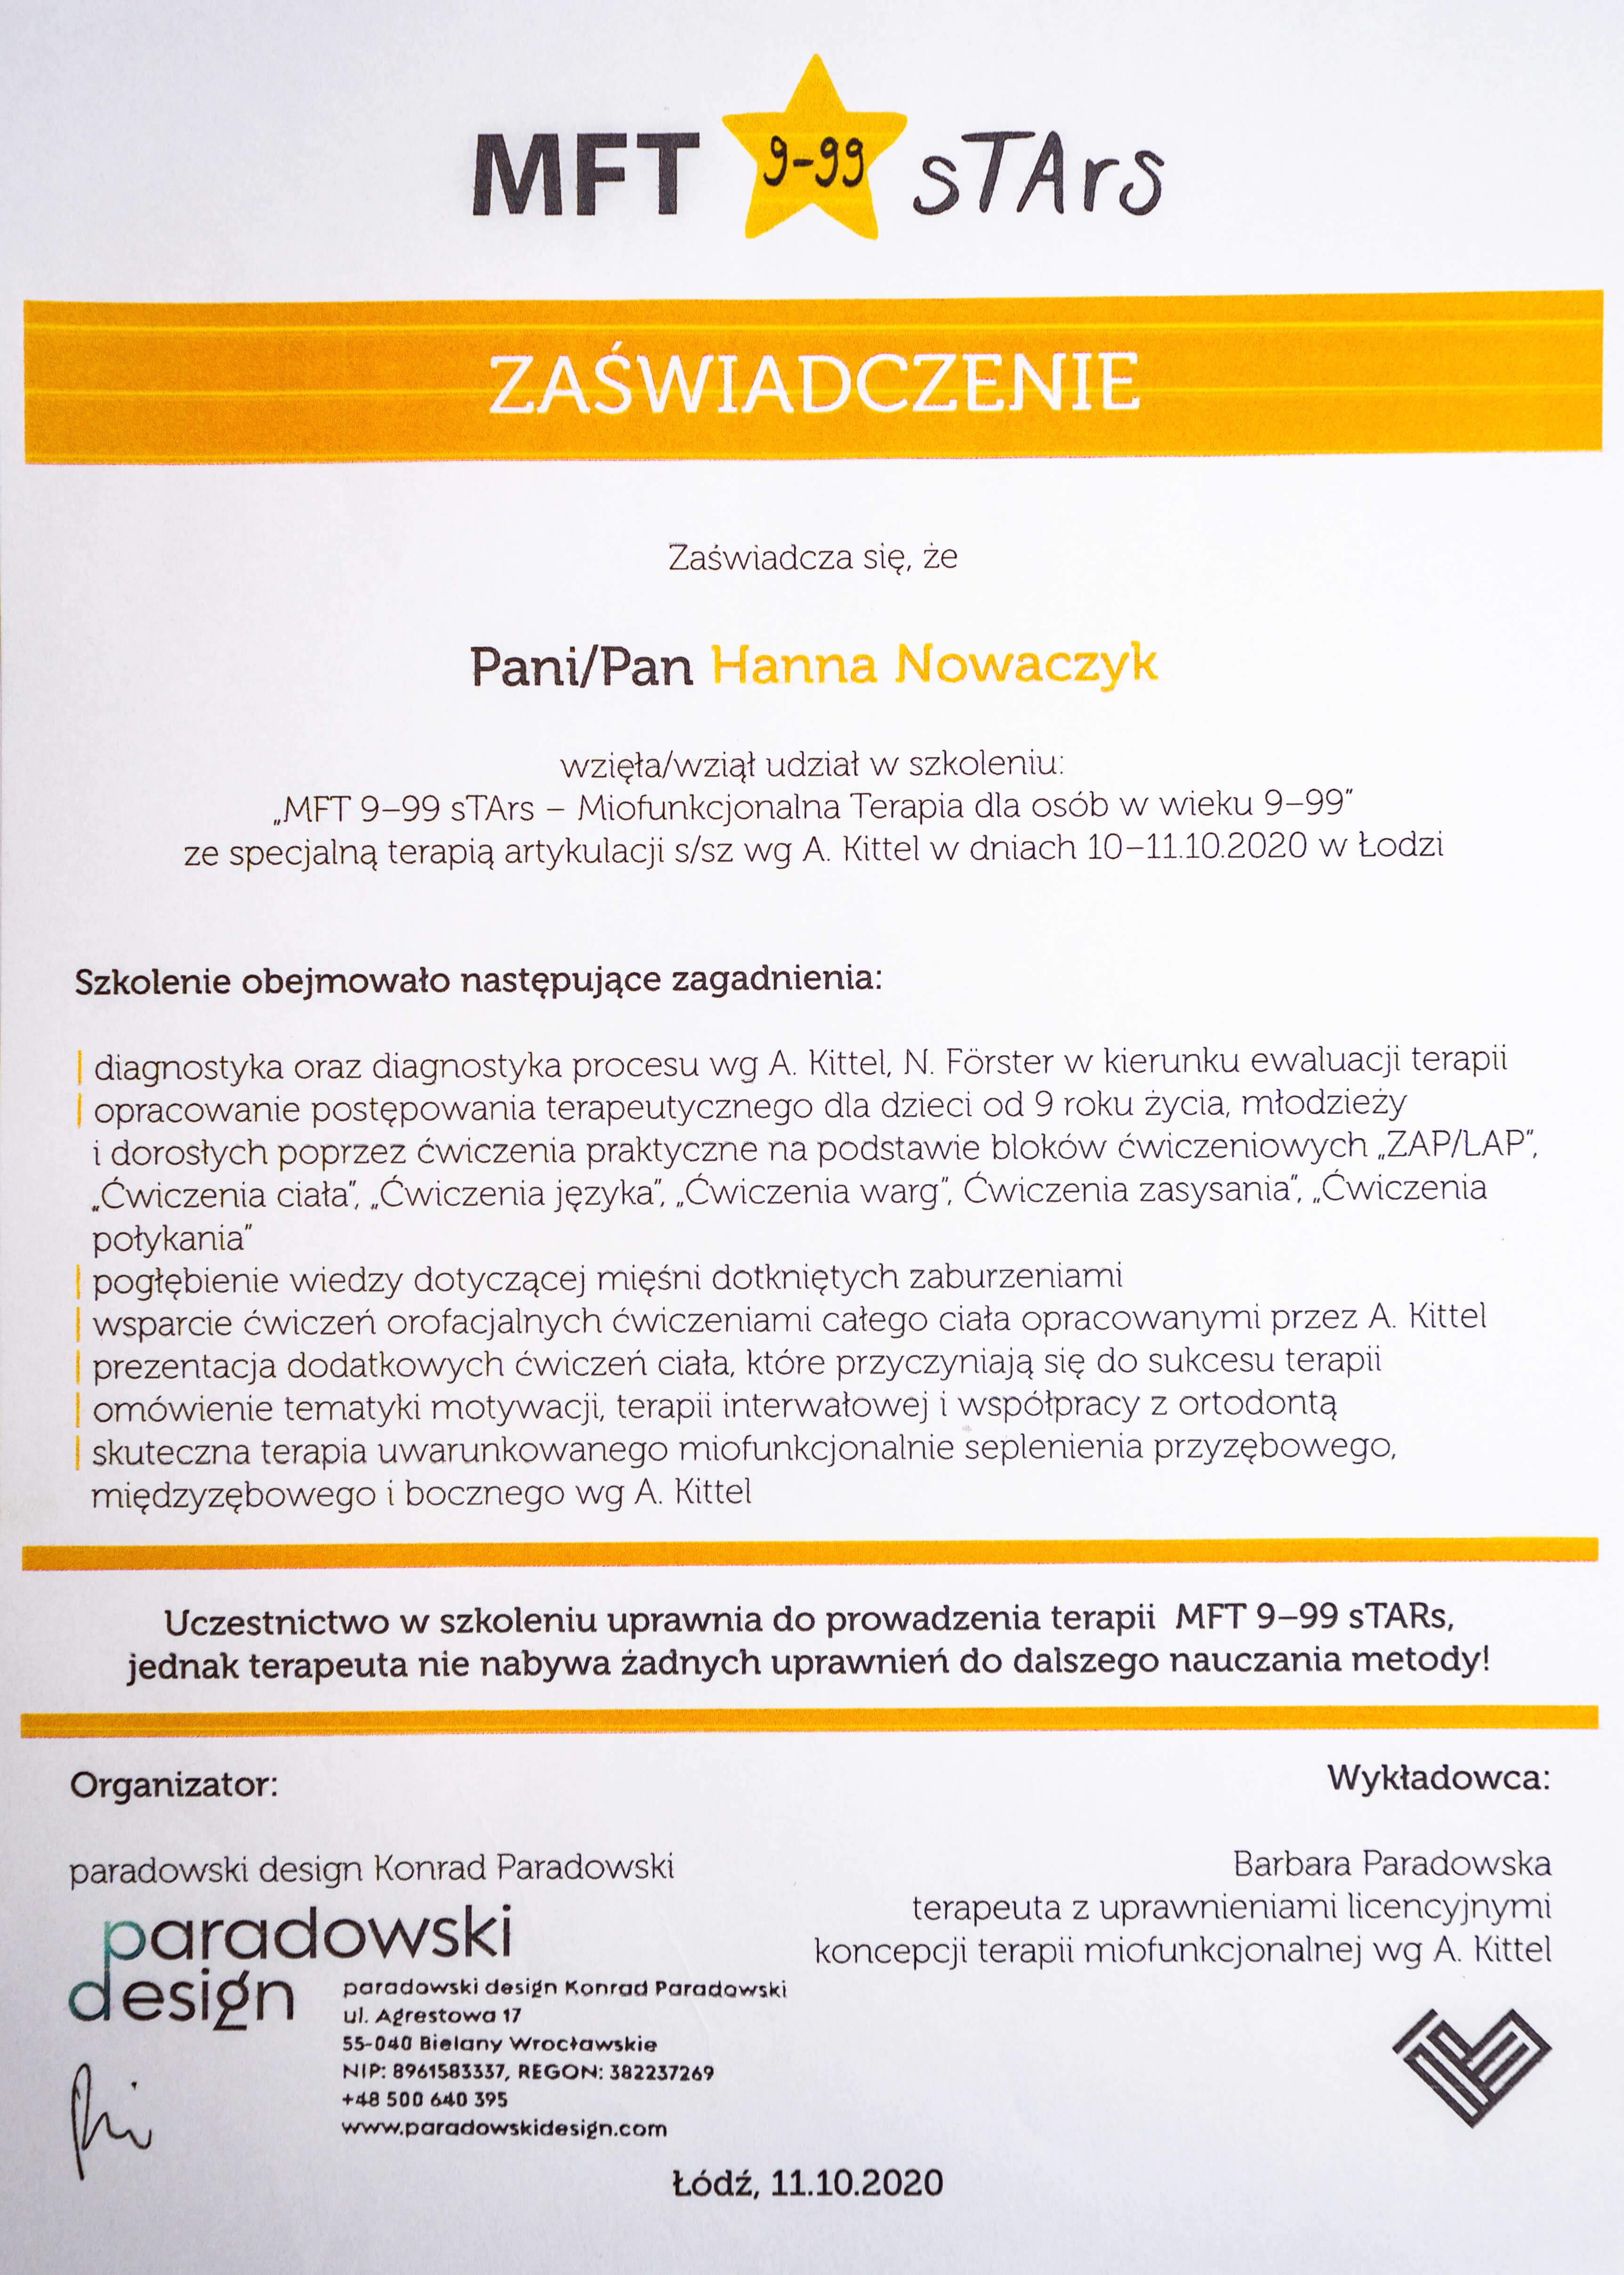 MFT 9-99 sTArs
ZAŚWIADCZENIE
Zaświadcza się, że
Pani/Pan Hanna Nowaczyk
wzięła/wziął udział w szkoleniu:
„MFT 9–99 sTArs – Miofunkcjonalna Terapia dla osób w wieku 9–99”
ze specjalną terapią artykulacji s/sz wg A. Kittel w dniach 10–11.10.2020 w Łodzi
Szkolenie obejmowało następujące zagadnienia:
| diagnostyka oraz diagnostyka procesu wg A. Kittel, N. Förster w kierunku ewaluacji terapii
| opracowanie postępowania terapeutycznego dla dzieci od 9 roku życia, młodzieży
i dorosłych poprzez ćwiczenia praktyczne na podstawie bloków ćwiczeniowych „ZAP/LAP”,
„Ćwiczenia ciała”, „Ćwiczenia języka”, „Ćwiczenia warg”, Ćwiczenia zasysania”, „Ćwiczenia
połykania”
| pogłębienie wiedzy dotyczącej mięśni dotkniętych zaburzeniami
| wsparcie ćwiczeń orofacjalnych ćwiczeniami całego ciała opracowanymi przez A. Kittel
| prezentacja dodatkowych ćwiczeń ciała, które przyczyniają się do sukcesu terapii
| omówienie tematyki motywacji, terapii interwałowej i współpracy z ortodontą
| skuteczna terapia uwarunkowanego miofunkcjonalnie seplenienia przyzębowego,
międzyzębowego i bocznego wg A. Kittel
Uczestnictwo w szkoleniu uprawnia do prowadzenia terapii MFT 9–99 sTARs,
jednak terapeuta nie nabywa żadnych uprawnień do dalszego nauczania metody!
Organizator:
paradowski design Konrad Paradowski
paradowski
design
paradowski design Konrad Paradowski
ul. Agrestowa 17
55-040 Bielany Wrocławskie
NIP: 8961583337, REGON: 382237269
+48 500 640 395
www.paradowskidesign.com
Wykładowca:
Barbara Paradowska
terapeuta z uprawnieniami licencyjnymi
koncepcji terapii miofunkcjonalnej wg A. Kittel
Łódź, 11.10.2020